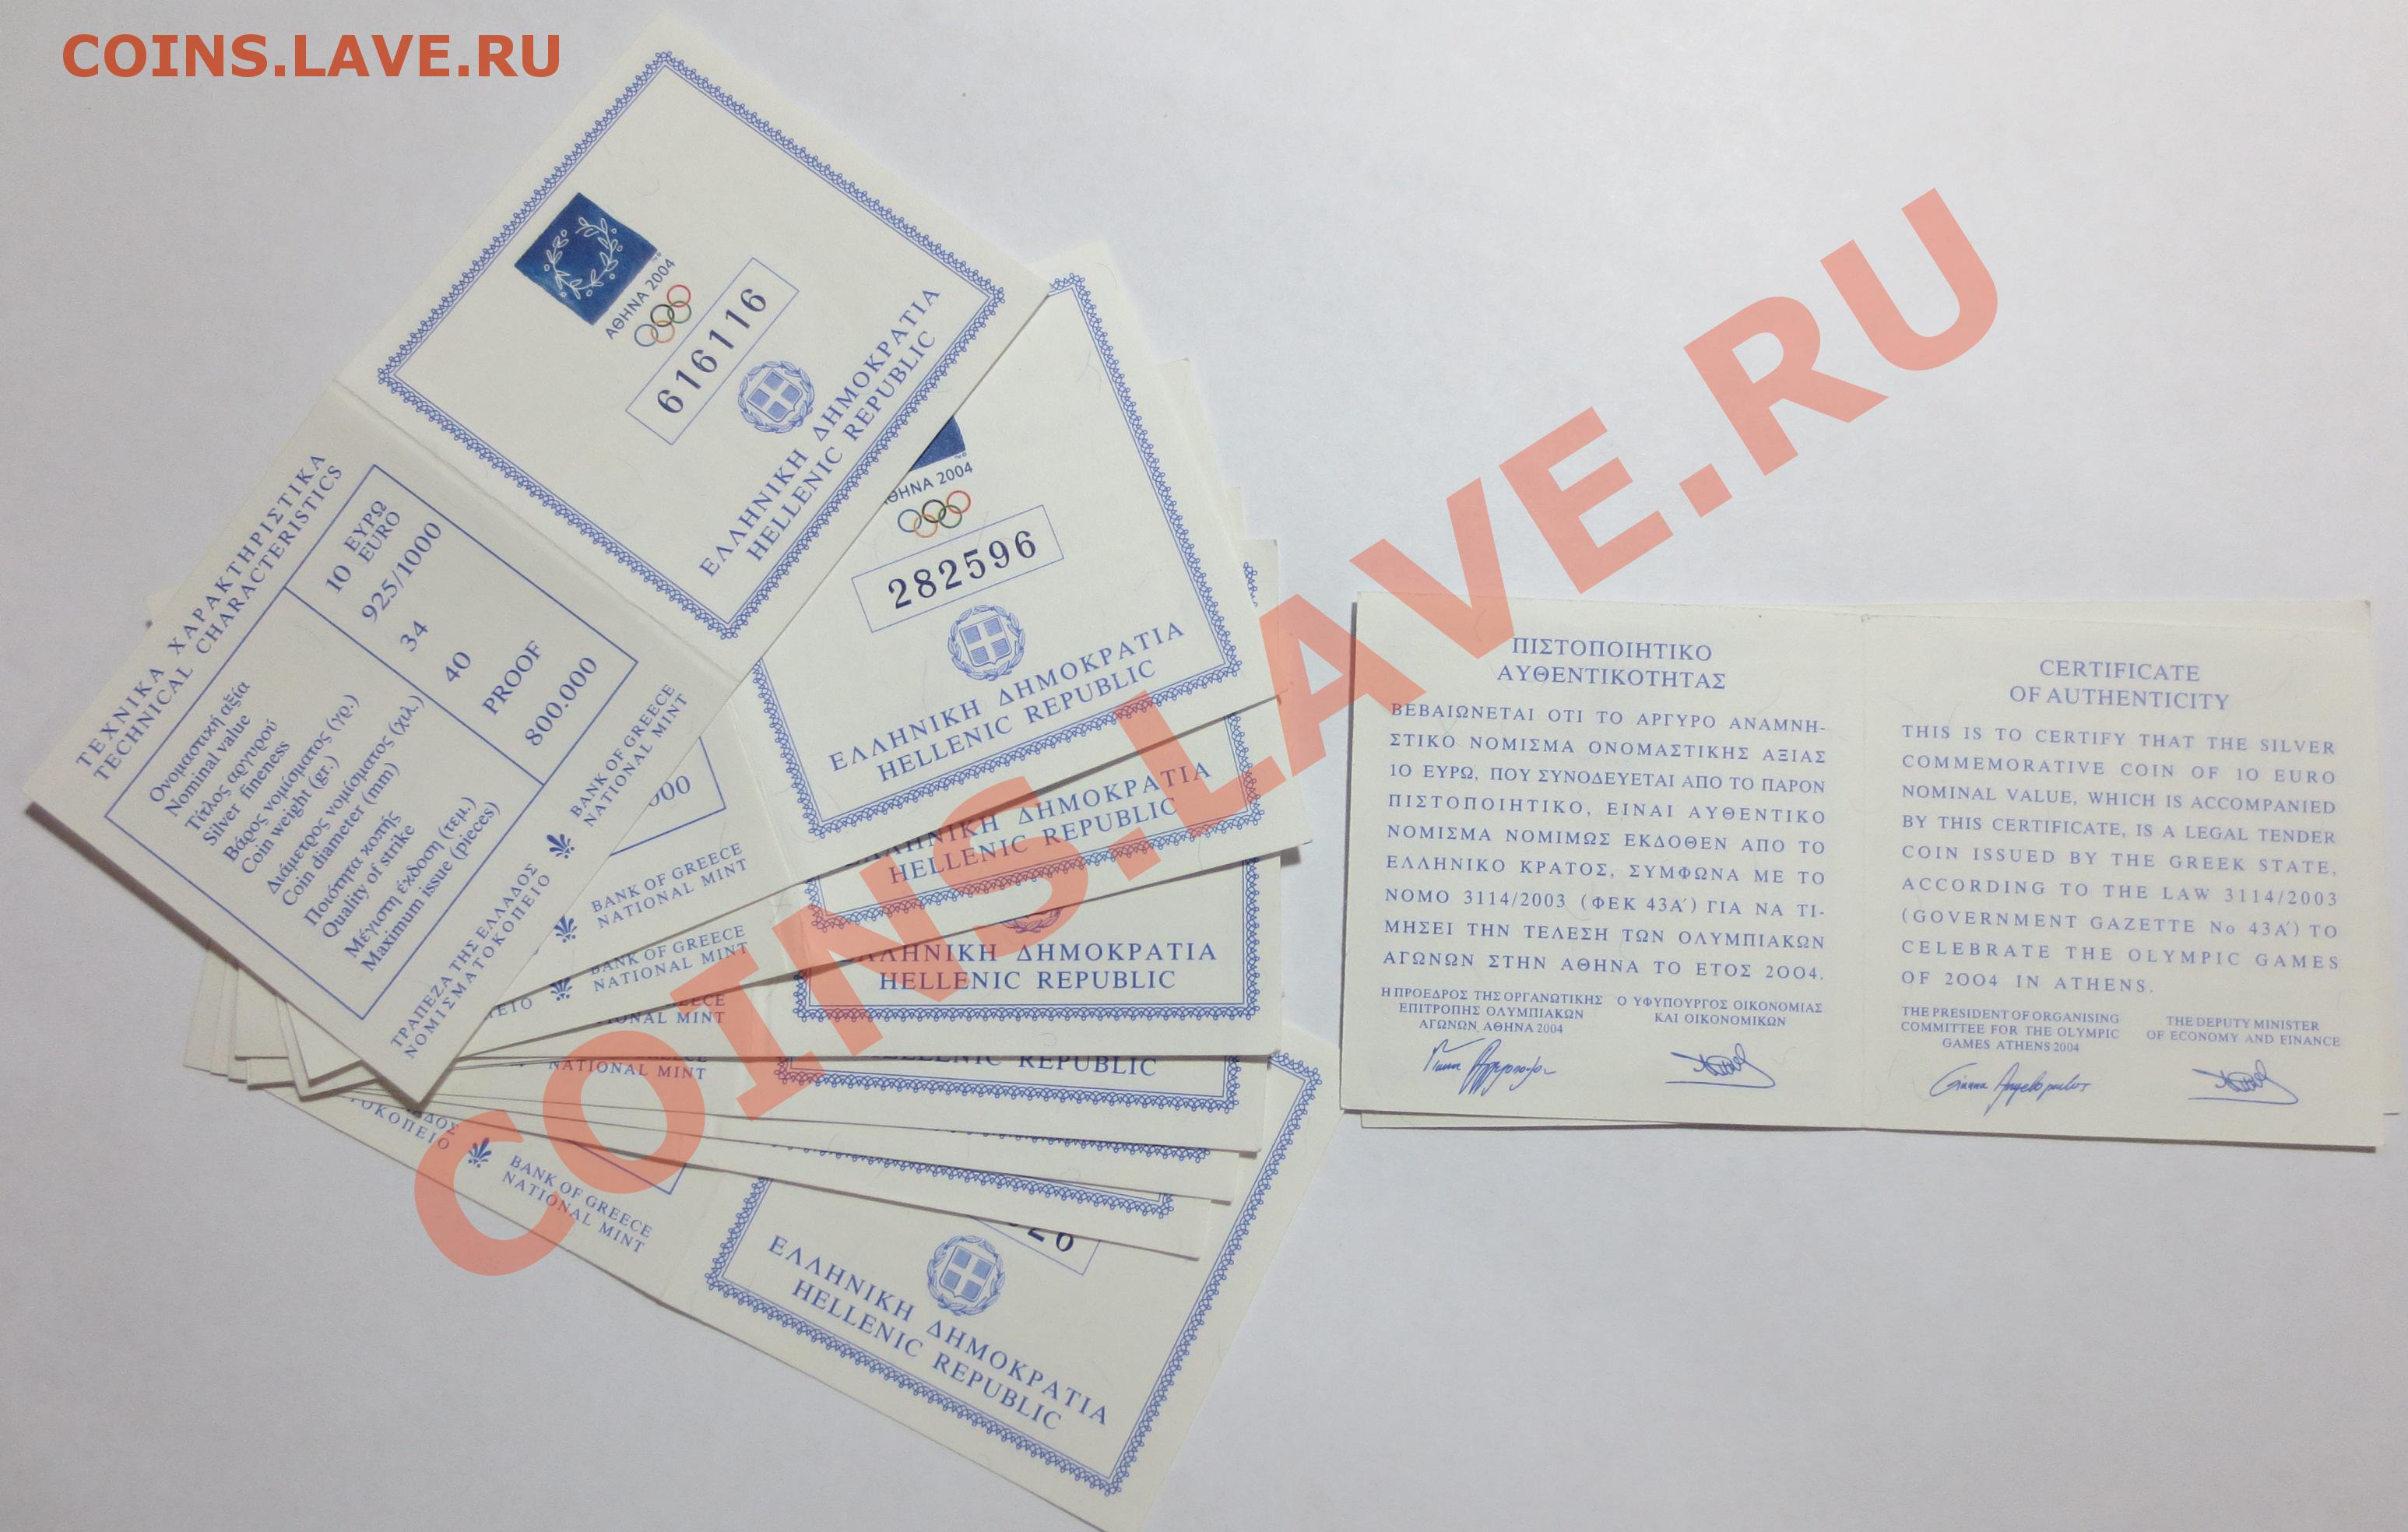 COINS.LAVE.RU
ΑΘΗΝΑ 2004
616116
ΕΛΛΗΝΙΚΗ ΔΗΜΟΚΡΑΤΙΑ
HELLENIC REPUBLIC
ΤΕΧΝΙΚΑ ΧΑΡΑΚΤΗΡΙΣΤΙΚΑ
TECHNICAL CHARACTERISTICS
Ονομαστική αξία
Nominal value
10 ΕΥΡΩ
EURO
Τίτλος αργύρου
Silver fineness
925/1000
Βάρος νομίσματος (γρ.)
Coin weight (gr.)
34
Διάμετρος νομίσματος (χιλ.)
Coin diameter (mm)
40
Ποιότητα κοπής
Quality of strike
PROOF
Μέγιστη έκδοση (τεμ.)
Maximum issue (pieces)
800.000
ΤΡΑΠΕΖΑ ΤΗΣ ΕΛΛΑΔΟΣ
ΝΟΜΙΣΜΑΤΟΚΟΠΕΙΟ
BANK OF GREECE
NATIONAL MINT
2004
282596
ΕΛΛΗΝΙΚΗ ΔΗΜΟΚΡΑΤΙΑ
HELLENIC REPUBLIC
BANK OF GREECE
NATIONAL MINT
ΔΗΜΟΚΡΑΤΙΑ
HELLENIC REPUBLIC
BANK OF GREECE
NATIONAL MINT
ΔΗΜΟΚΡΑΤΙΑ
HELLENIC REPUBLIC
MINT
REPUBLIC
NATIONAL MINT
BANK OF GREECE
NATIONAL MINT
ΕΛΛΗΝΙΚΗ ΔΗΜΟΚΡΑΤΙΑ
HELLENIC REPUBLIC
ΠΙΣΤΟΠΟΙΗΤΙΚΟ
ΑΥΘΕΝΤΙΚΟΤΗΤΑΣ
ΒΕΒΑΙΩΝΕΤΑΙ ΟΤΙ ΤΟ ΑΡΓΥΡΟ ΑΝΑΜΝΗ-
ΣΤΙΚΟ ΝΟΜΙΣΜΑ ΟΝΟΜΑΣΤΙΚΗΣ ΑΞΙΑΣ
10 ΕΥΡΩ, ΠΟΥ ΣΥΝΟΔΕΥΕΤΑΙ ΑΠΟ ΤΟ ΠΑΡΟΝ
ΠΙΣΤΟΠΟΙΗΤΙΚΟ, ΕΙΝΑΙ ΑΥΘΕΝΤΙΚΟ
ΝΟΜΙΣΜΑ ΝΟΜΙΜΩΣ ΕΚΔΟΘΕΝ ΑΠΟ ΤΟ
ΕΛΛΗΝΙΚΟ ΚΡΑΤΟΣ, ΣΥΜΦΩΝΑ ΜΕ ΤΟ
ΝΟΜΟ 3114/2003 (ΦΕΚ 43Α΄) ΓΙΑ ΝΑ ΤΙ-
ΜΗΣΕΙ ΤΗΝ ΤΕΛΕΣΗ ΤΩΝ ΟΛΥΜΠΙΑΚΩΝ
ΑΓΩΝΩΝ ΣΤΗΝ ΑΘΗΝΑ ΤΟ ΕΤΟΣ 2004.
Η ΠΡΟΕΔΡΟΣ ΤΗΣ ΟΡΓΑΝΩΤΙΚΗΣ
ΕΠΙΤΡΟΠΗΣ ΟΛΥΜΠΙΑΚΩΝ
ΑΓΩΝΩΝ, ΑΘΗΝΑ 2004
Ο ΥΦΥΠΟΥΡΓΟΣ ΟΙΚΟΝΟΜΙΑΣ
ΚΑΙ ΟΙΚΟΝΟΜΙΚΩΝ
CERTIFICATE
OF AUTHENTICITY
THIS IS TO CERTIFY THAT THE SILVER
COMMEMORATIVE COIN OF 10 EURO
NOMINAL VALUE, WHICH IS ACCOMPANIED
BY THIS CERTIFICATE, IS A LEGAL TENDER
COIN ISSUED BY THE GREEK STATE,
ACCORDING TO THE LAW 3114/2003
(GOVERNMENT GAZETTE No 43Α΄) TO
CELEBRATE THE OLYMPIC GAMES
OF 2004 IN ATHENS.
THE PRESIDENT OF ORGANISING
COMMITTEE FOR THE OLYMPIC
GAMES ATHENS 2004
THE DEPUTY MINISTER
OF ECONOMY AND FINANCE
Gianna Angelopoulos
COINS.LAVE.RU